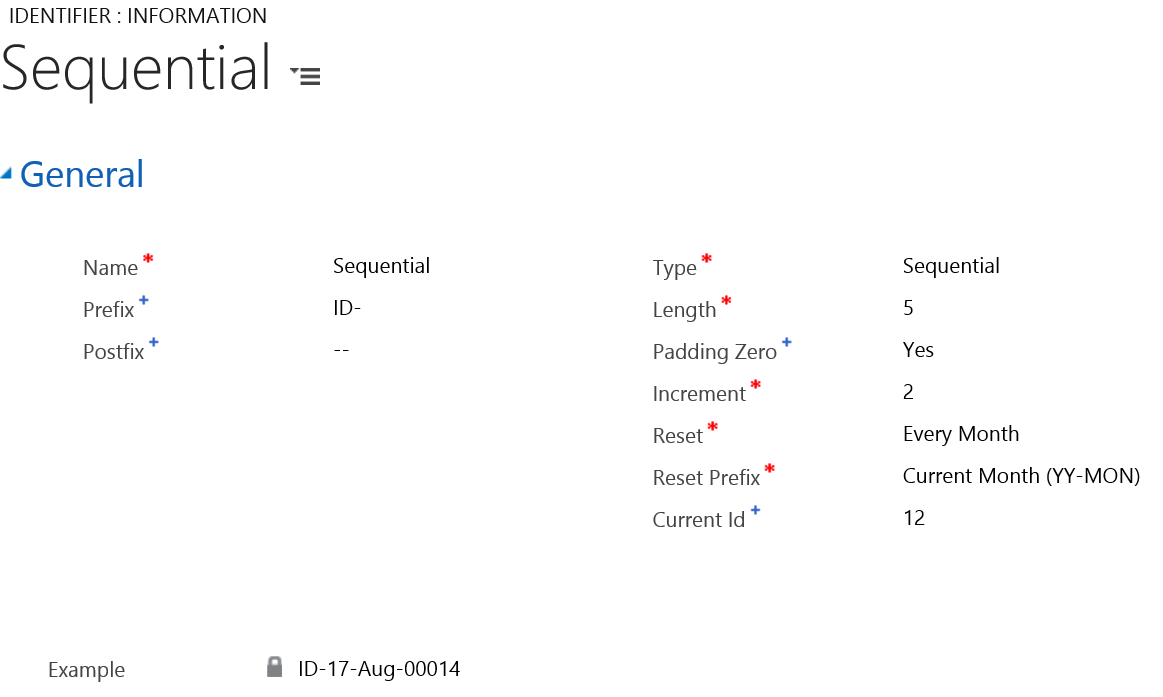 IDENTIFIER : INFORMATION
Sequential
General
Name * Sequential
Type * Sequential
Prefix + ID-
Length * 5
Postfix + --
Padding Zero + Yes
Increment * 2
Reset * Every Month
Reset Prefix * Current Month (YY-MON)
Current Id + 12
Example ID-17-Aug-00014